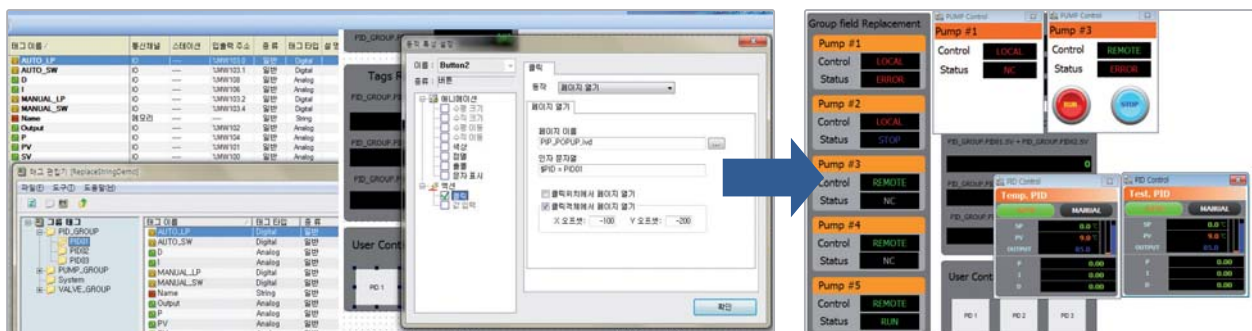 태그 이름 / 통신채널 스테이션 입출력 주소 종 류 태그 타입 설명
AUTO_LP IO ---- %MW103.0 일반 Digital
AUTO_SW IO ---- %MW103.1 일반 Digital
D IO ---- %MW108 일반 Analog
I IO ---- %MW106 일반 Analog
MANUAL_LP IO ---- %MW103.2 일반 Digital
MANUAL_SW IO ---- %MW103.4 일반 Digital
Name 메모리 ---- ---- 일반 String
Output IO ---- %MW102 일반 Analog
P IO ---- %MW104 일반 Analog
PV IO ---- %MW101 일반 Analog
SV IO ---- %MW100 일반 Analog
태그 편집기 [ReplaceStringDemo]
파일(F) 도구(T) 도움말(H)
그룹 태그
PID_GROUP
PID01
PID02
PID03
PUMP_GROUP
System
VALVE_GROUP
태그 이름 / 태그 타입 종 류
AUTO_LP Digital 일반
AUTO_SW Digital 일반
D Analog 일반
I Analog 일반
MANUAL_LP Digital 일반
MANUAL_SW Digital 일반
Name String 일반
Output Analog 일반
P Analog 일반
PV Analog 일반
Tags R
User Conti
PID 1
동작 특성 설정
이름 : Button2
종류 : 버튼
애니메이션
수평 크기
수직 크기
수평 이동
수직 이동
색상
점멸
출몰
문자 표시
액션
클릭
값 입력
클릭
동작 페이지 열기
페이지 열기
페이지 이름
PIP_POPUP.lvd
인자 문자열
$PID = PID01
클릭위치에서 페이지 열기
클릭객체에서 페이지 열기
X 오프셋: -100 Y 오프셋: -200
확인
Group field Replacement
Pump #1
Control LOCAL
Status ERROR
Pump #2
Control LOCAL
Status STOP
Pump #3
Control REMOTE
Status NC
Pump #4
Control REMOTE
Status NC
Pump #5
Control REMOTE
Status RUN
PUMP Control
Pump #1
Control LOCAL
Status NC
PUMP Control
Pump #3
Control REMOTE
Status ERROR
RUN STOP
PID_GROUP.PID01.SV + PID_GROUP.PID02.SV
0
User Cont
PID 1 PID 2 PID 3
PID Control
Temp. PID
MANUAL
SP 0.0
PV 9.0
OUTPUT 85.0
P 0.00
I 0.00
D 0.00
PID Control
Test. PID
MANUAL
SP 0.0
PV 9.0
OUTPUT 85.0
P 0.00
I 0.00
D 0.00